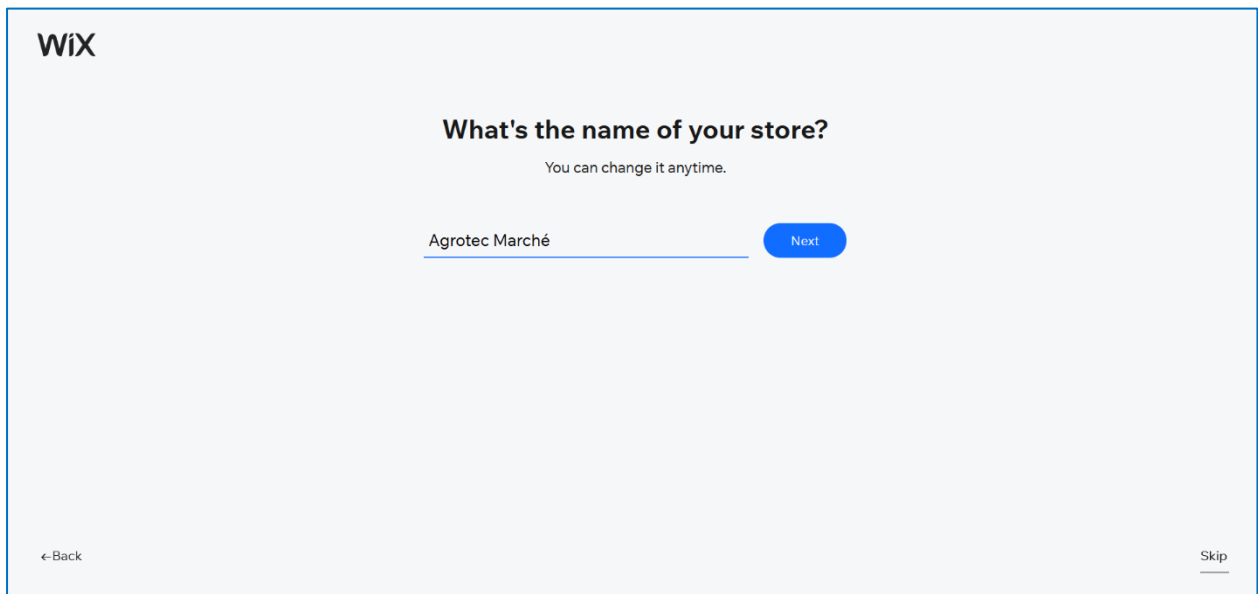 WiX
What's the name of your store?
You can change it anytime.
Agrotec Marché
Next
←Back
Skip